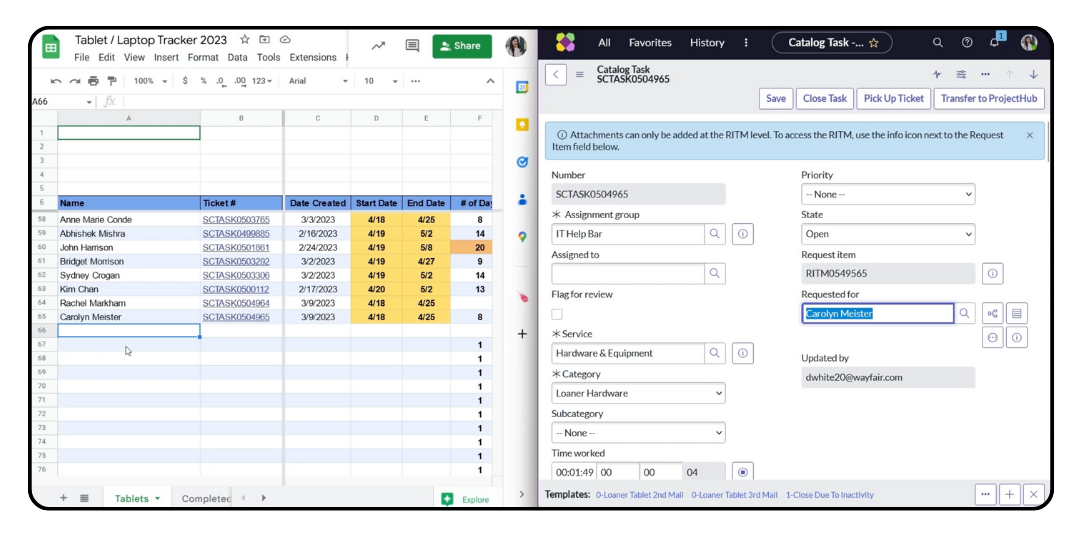 Tablet / Laptop Tracker 2023
File Edit View Insert Format Data Tools Extensions
Share
100% $ % .0 .00 123 Arial 10
A66 fx
A B C D E F
1
2
3
4
5
6 Name Ticket # Date Created Start Date End Date # of Day
58 Anne Marie Conde SCTASK0503765 3/3/2023 4/18 4/25 8
59 Abhishek Mishra SCTASK0499885 2/16/2023 4/19 5/2 14
60 John Harrison SCTASK0501861 2/24/2023 4/19 5/8 20
61 Bridget Morrison SCTASK0503292 3/2/2023 4/19 4/27 9
62 Sydney Crogan SCTASK0503306 3/2/2023 4/19 5/2 14
63 Kim Chan SCTASK0500112 2/17/2023 4/20 5/2 13
64 Rachel Markham SCTASK0504964 3/9/2023 4/18 4/25
65 Carolyn Meister SCTASK0504965 3/9/2023 4/18 4/25 8
66
67 1
68 1
69 1
70 1
71 1
72 1
73 1
74 1
75 1
76 1
Tablets Completed Explore
31
All Favorites History Catalog Task -... 1
Catalog Task
SCTASK0504965
Save Close Task Pick Up Ticket Transfer to ProjectHub
Attachments can only be added at the RITM level. To access the RITM, use the info icon next to the Request
Item field below.
Number
SCTASK0504965
Assignment group
IT Help Bar
Assigned to
Flag for review
Service
Hardware & Equipment
Category
Loaner Hardware
Subcategory
-- None --
Time worked
00:01:49 00 00 04
Priority
-- None --
State
Open
Request item
RITM0549565
Requested for
Carolyn Meister
Updated by
dwhite20@wayfair.com
Templates: 0-Loaner Tablet 2nd Mail 0-Loaner Tablet 3rd Mail 1-Close Due To Inactivity